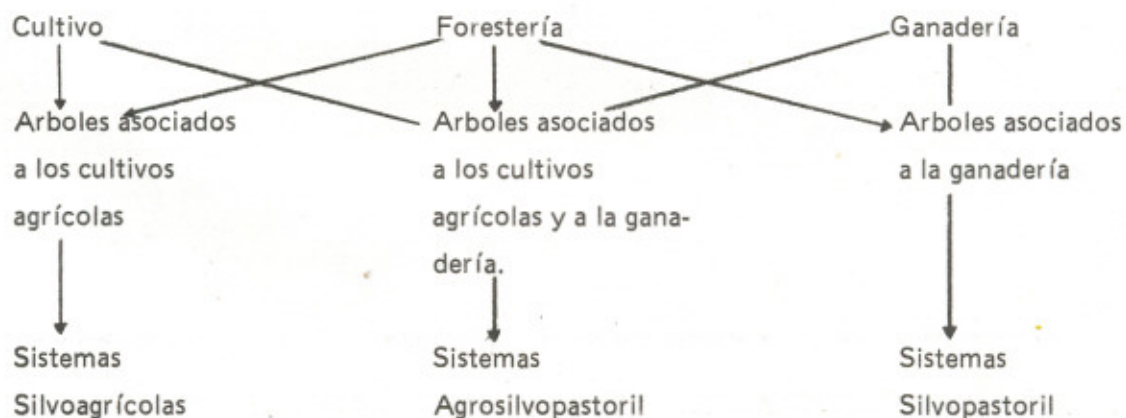 Cultivo
Forestería
Ganadería
Arboles asociados
a los cultivos
agrícolas
Arboles asociados
a los cultivos
agrícolas y a la gana-
dería.
Arboles asociados
a la ganadería
Sistemas
Silvoagrícolas
Sistemas
Agrosilvopastoril
Sistemas
Silvopastoril